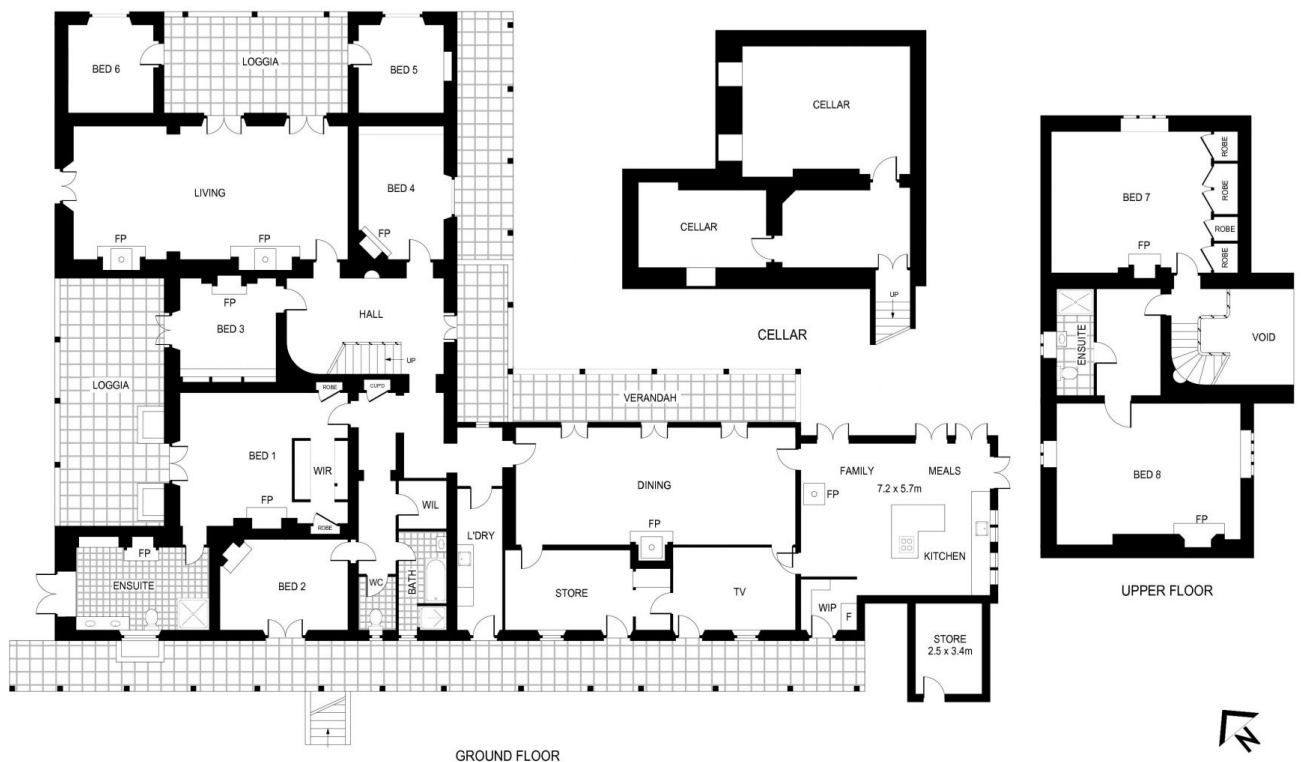 BED 6
LOGGIA
BED 5
LIVING
BED 4
FP
FP
FP
FP
BED 3
HALL
UP
LOGGIA
ROBE
CUP'D
BED 1
WIR
FP
ROBE
WIL
FP
ENSUITE
BED 2
WC
BATH
L'DRY
VERANDAH
DINING
FP
STORE
TV
FAMILY
MEALS
7.2 x 5.7m
FP
KITCHEN
WIP
F
STORE
2.5 x 3.4m
GROUND FLOOR
CELLAR
CELLAR
UP
CELLAR
BED 7
ROBE
ROBE
ROBE
ROBE
FP
ENSUITE
VOID
BED 8
FP
UPPER FLOOR
N